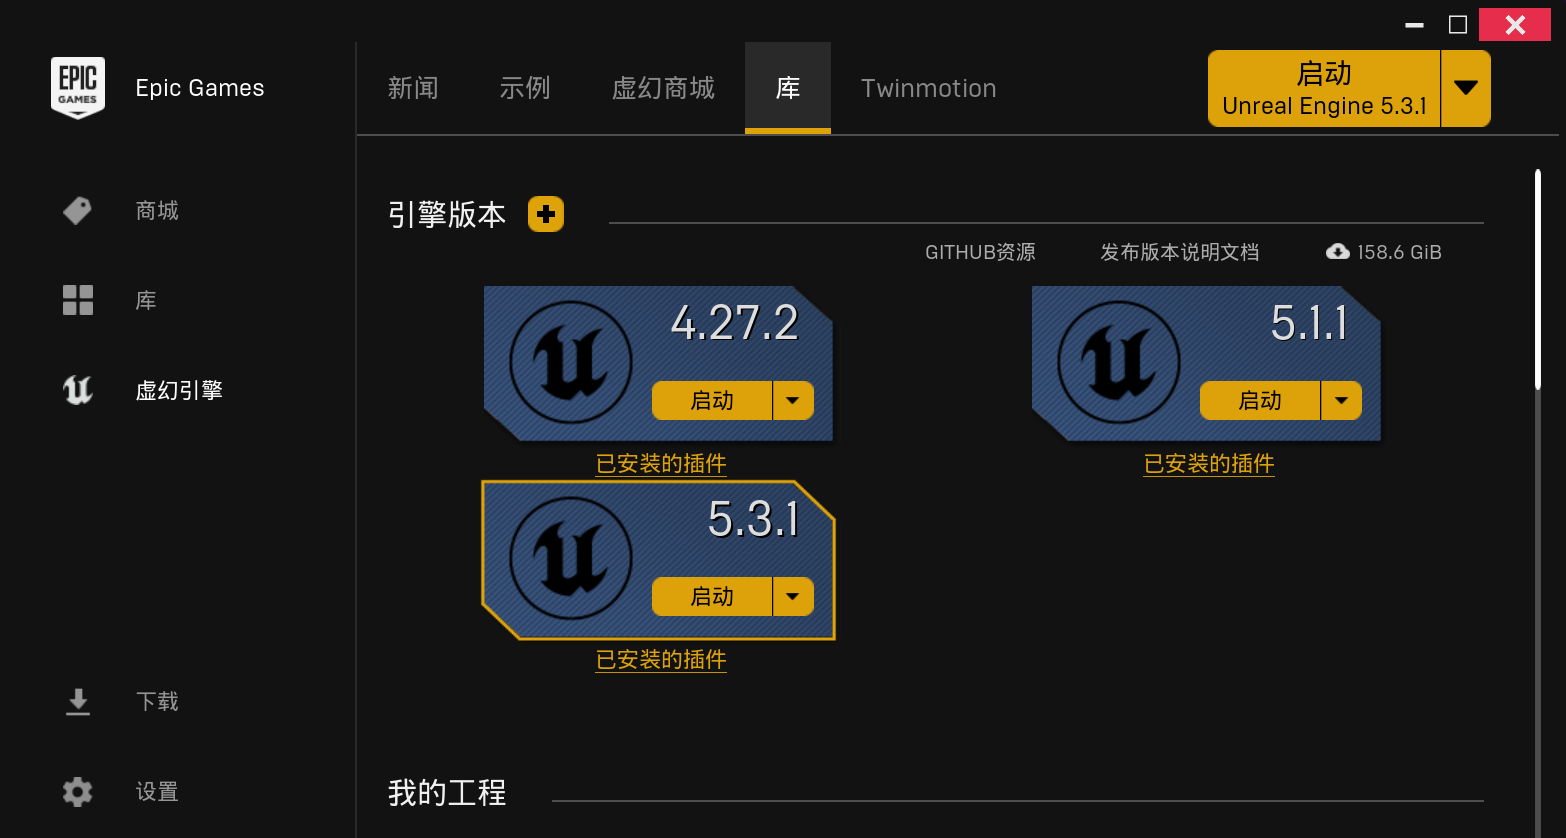 EPIC
GAMES
Epic Games
新闻
示例
虚幻商城
库
Twinmotion
启动
Unreal Engine 5.3.1
商城
库
虚幻引擎
下载
设置
引擎版本
GITHUB资源
发布版本说明文档
158.6 GiB
4.27.2
启动
已安装的插件
5.1.1
启动
已安装的插件
5.3.1
启动
已安装的插件
我的工程